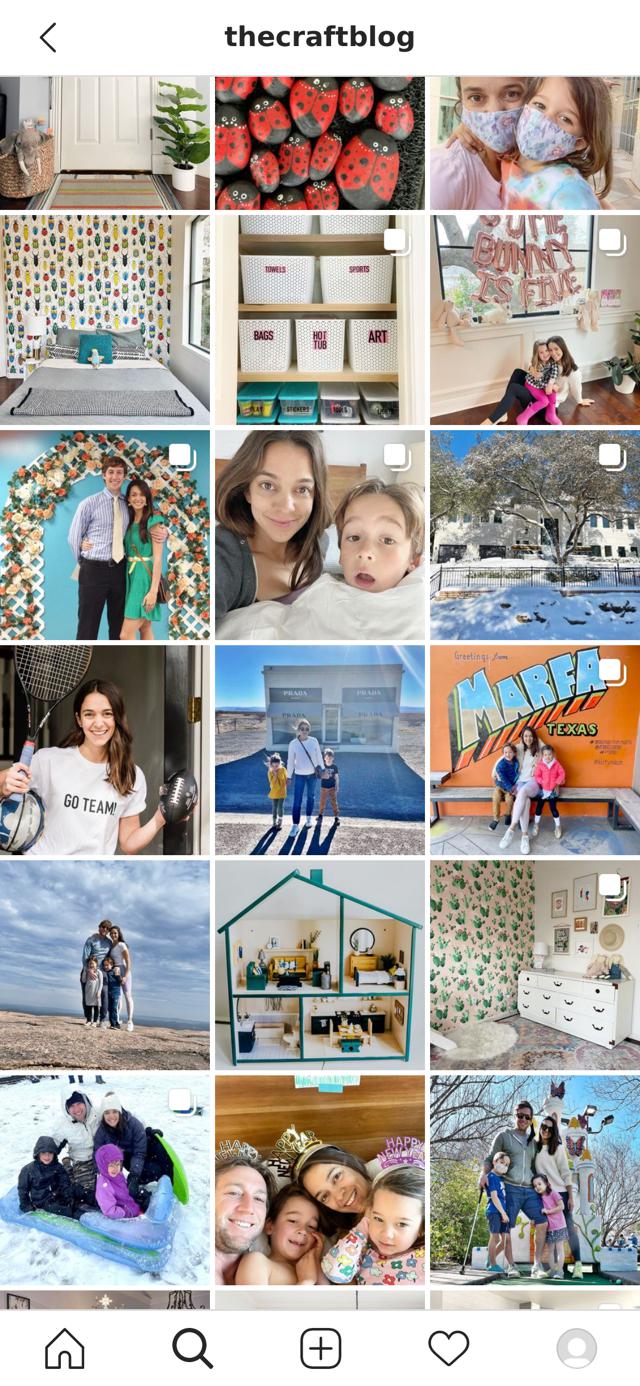 thecraftblog
TOWELS
SPORTS
BAGS
HOT
TUB
ART
STICKERS
SOME
BUNNY
IS FIVE
GO TEAM!
PRADA
PRADA
Greetings from
MARFA
TEXAS
HAPPY
NEW YEAR
HAPPY
NEW YEAR